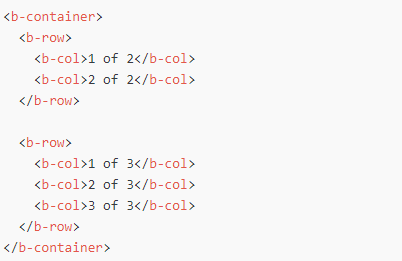 <b-container>
  <b-row>
    <b-col>1 of 2</b-col>
    <b-col>2 of 2</b-col>
  </b-row>

  <b-row>
    <b-col>1 of 3</b-col>
    <b-col>2 of 3</b-col>
    <b-col>3 of 3</b-col>
  </b-row>
</b-container>